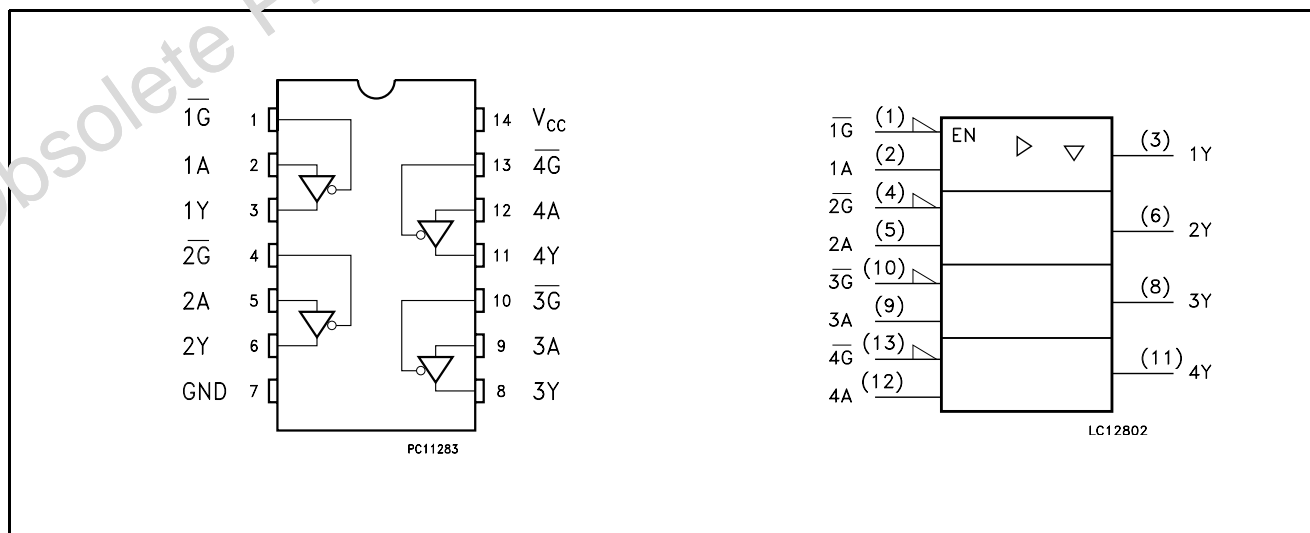 obsolete P
1G̅ 1
1A 2
1Y 3
2G̅ 4
2A 5
2Y 6
GND 7
14 VCC
13 4G̅
12 4A
11 4Y
10 3G̅
9 3A
8 3Y
PC11283
1G̅ (1)
1A (2)
2G̅ (4)
2A (5)
3G̅ (10)
3A (9)
4G̅ (13)
4A (12)
EN
(3) 1Y
(6) 2Y
(8) 3Y
(11) 4Y
LC12802